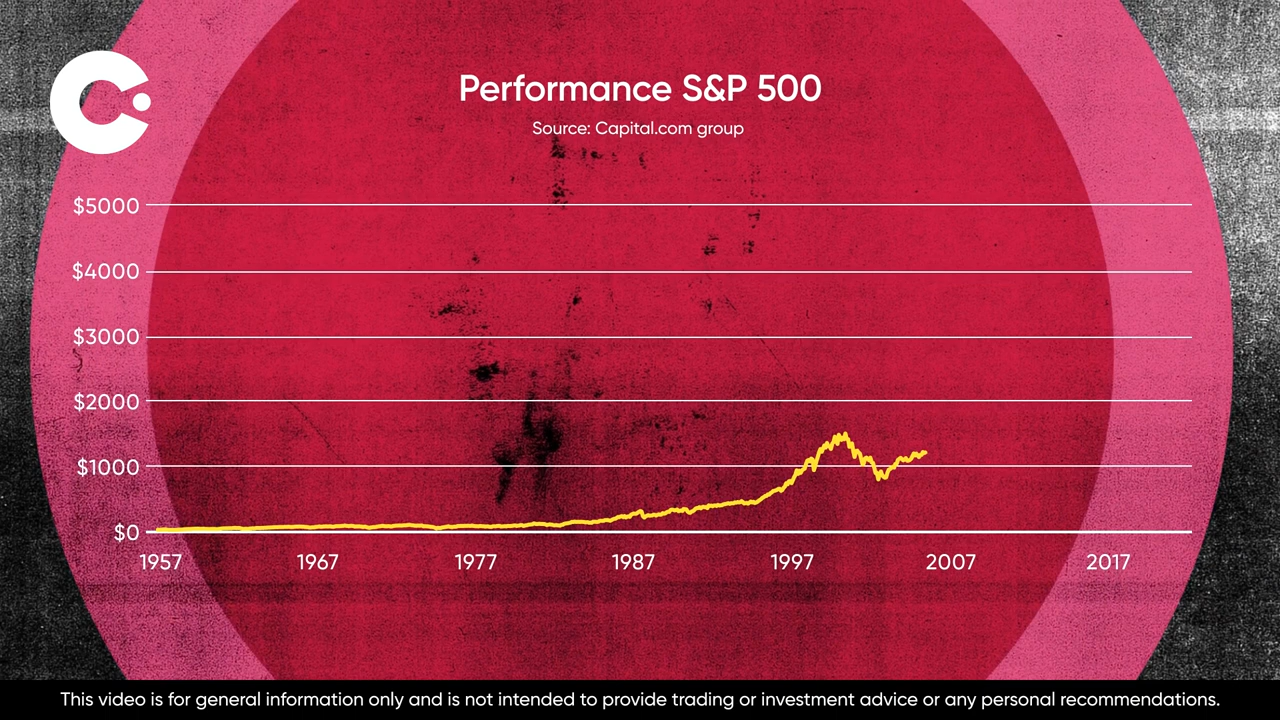 Performance S&P 500
Source: Capital.com group
$5000
$4000
$3000
$2000
$1000
$0
1957 1967 1977 1987 1997 2007 2017
This video is for general information only and is not intended to provide trading or investment advice or any personal recommendations.